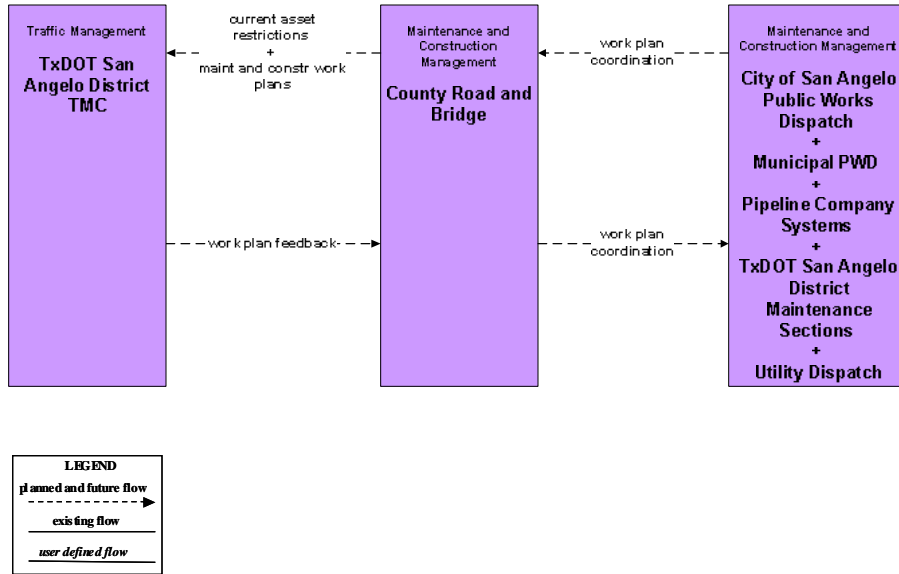 Traffic Management
TxDOT San
Angelo District
TMC
current asset
restrictions
+
maint and constr work
plans
work plan feedback
Maintenance and
Construction
Management
County Road and
Bridge
work plan
coordination
work plan
coordination
Maintenance and
Construction Management
City of San Angelo
Public Works
Dispatch
+
Municipal PWD
+
Pipeline Company
Systems
+
TxDOT San Angelo
District
Maintenance
Sections
+
Utility Dispatch
LEGEND
planned and future flow
existing flow
user defined flow